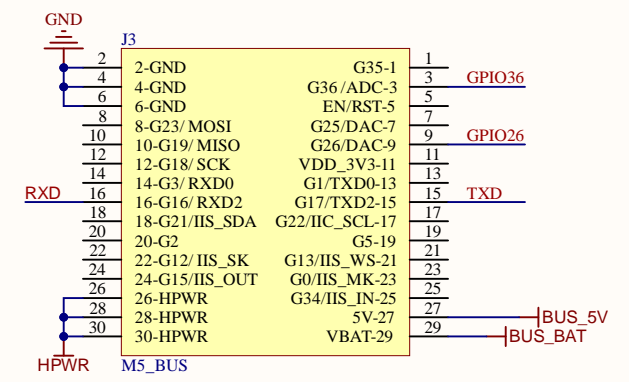 GND
J3
2 2-GND G35-1 1
4 4-GND G36/ADC-3 3 GPIO36
6 6-GND EN/RST-5 5
8 8-G23/ MOSI G25/DAC-7 7
10 10-G19/ MISO G26/DAC-9 9 GPIO26
12 12-G18/ SCK VDD_3V3-11 11
14 14-G3/ RXD0 G1/TXD0-13 13
RXD 16 16-G16/ RXD2 G17/TXD2-15 15 TXD
18 18-G21/IIS_SDA G22/IIC_SCL-17 17
20 20-G2 G5-19 19
22 22-G12/ IIS_SK G13/IIS_WS-21 21
24 24-G15/IIS_OUT G0/IIS_MK-23 23
26 26-HPWR G34/IIS_IN-25 25
28 28-HPWR 5V-27 27 BUS_5V
30 30-HPWR VBAT-29 29 BUS_BAT
HPWR M5_BUS